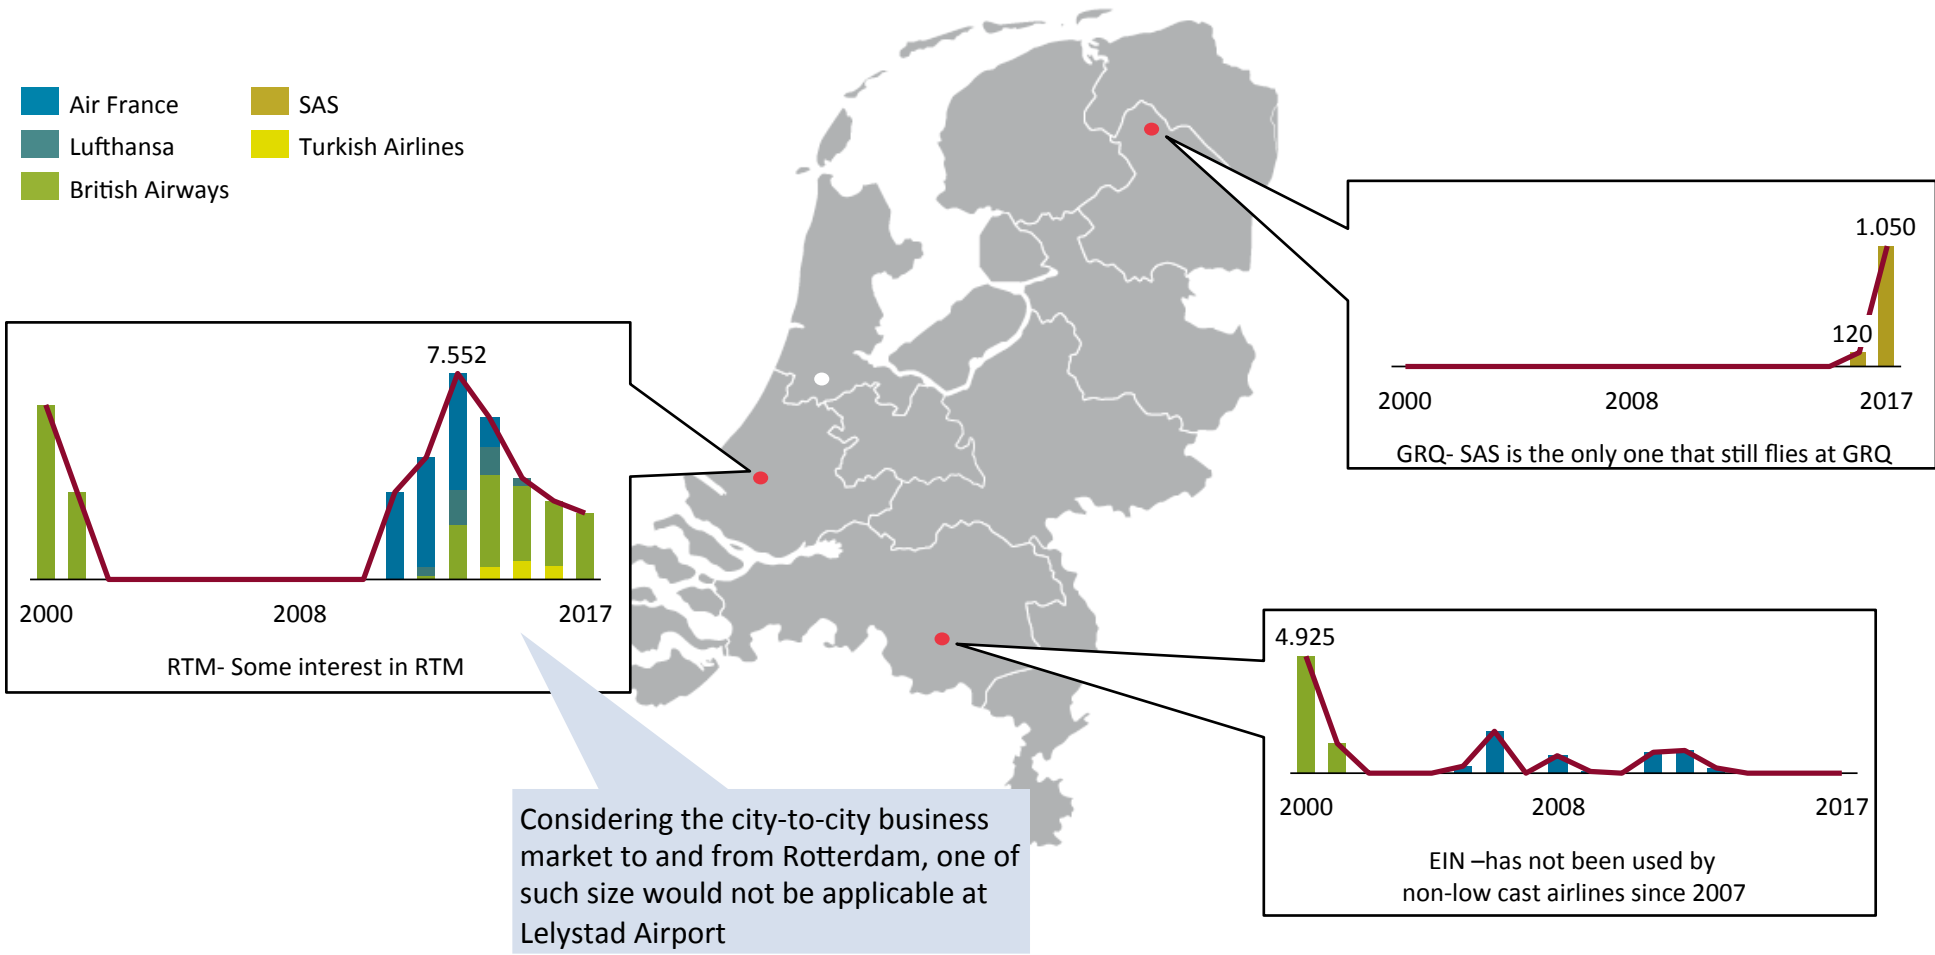 Air France
SAS
Lufthansa
Turkish Airlines
British Airways
1.050
120
2000
2008
2017
GRQ- SAS is the only one that still flies at GRQ
7.552
2000
2008
2017
RTM- Some interest in RTM
4.925
2000
2008
2017
EIN –has not been used by
non-low cast airlines since 2007
Considering the city-to-city business
market to and from Rotterdam, one of
such size would not be applicable at
Lelystad Airport